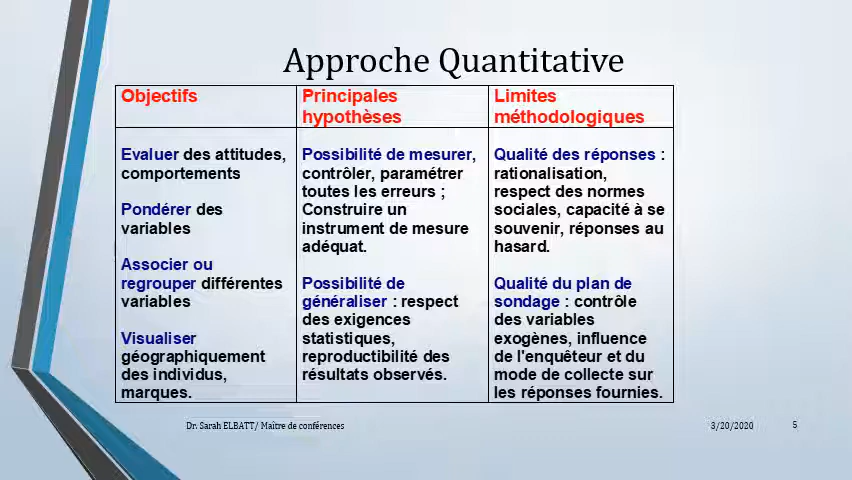 Approche Quantitative
Objectifs
Principales
hypothèses
Limites
méthodologiques
Evaluer des attitudes,
comportements
Pondérer des
variables
Associer ou
regrouper différentes
variables
Visualiser
géographiquement
des individus,
marques.
Possibilité de mesurer,
contrôler, paramétrer
toutes les erreurs ;
Construire un
instrument de mesure
adéquat.
Possibilité de
généraliser : respect
des exigences
statistiques,
reproductibilité des
résultats observés.
Qualité des réponses :
rationalisation,
respect des normes
sociales, capacité à se
souvenir, réponses au
hasard.
Qualité du plan de
sondage : contrôle
des variables
exogènes, influence
de l'enquêteur et du
mode de collecte sur
les réponses fournies.
Dr. Sarah ELBATT/ Maître de conférences
3/20/2020
5